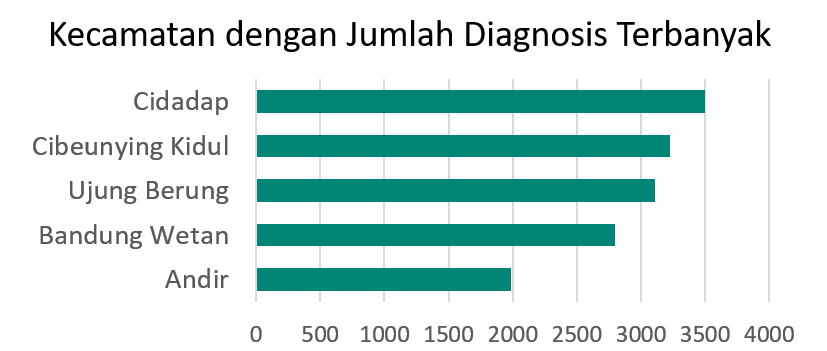 Kecamatan dengan Jumlah Diagnosis Terbanyak
Cidadap
Cibeunying Kidul
Ujung Berung
Bandung Wetan
Andir
0 500 1000 1500 2000 2500 3000 3500 4000